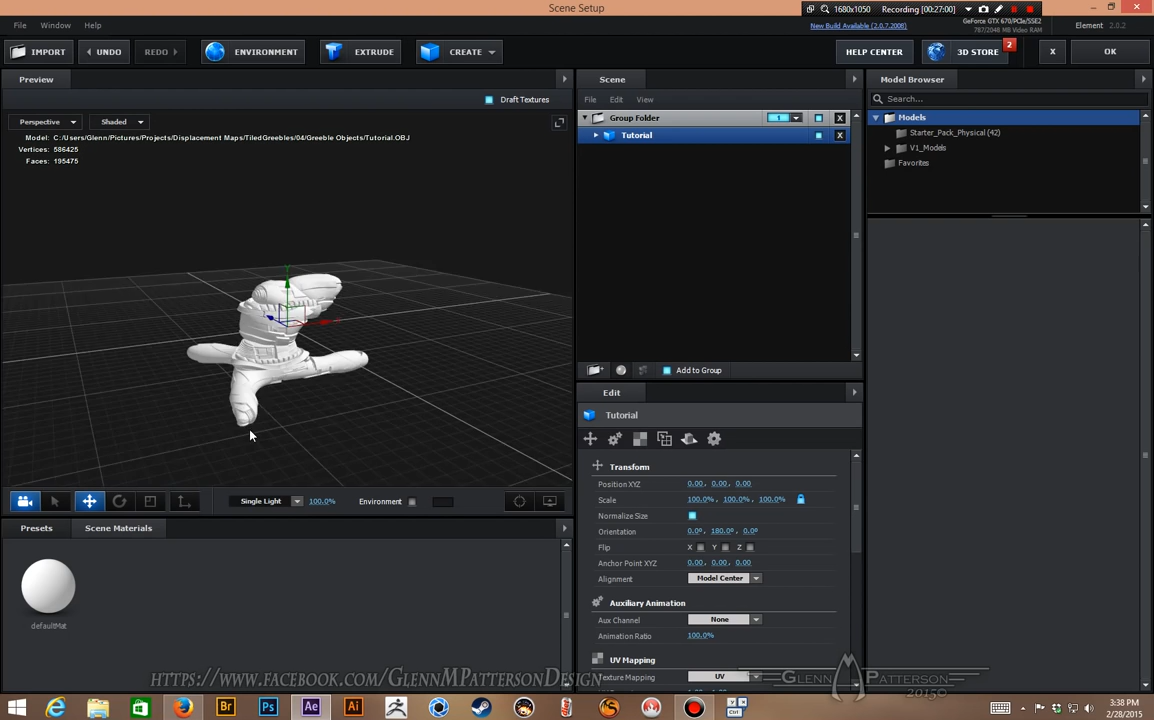 Scene Setup
1680x1050 Recording [00:27:00]
File Window Help
New Build Available (2.0.7.2008)
GeForce GTX 670/PCIe/SSE2
787/2048 MB Video RAM
Element 2.0.2
IMPORT UNDO REDO ENVIRONMENT EXTRUDE CREATE HELP CENTER 3D STORE 2 X OK
Preview Scene Model Browser
Draft Textures File Edit View Search...
Perspective Shaded
Group Folder 1 X
Models
Model: C:/Users/Glenn/Pictures/Projects/Displacement Maps/TiledGreebles/04/Greeble Objects/Tutorial.OBJ
Tutorial X
Starter_Pack_Physical (42)
Vertices: 586425
V1_Models
Faces: 195475
Favorites
Y
X
Add to Group
Edit
Tutorial
Transform
Position XYZ 0.00, 0.00, 0.00
Scale 100.0%, 100.0%, 100.0%
Normalize Size
Orientation 0.0°, 180.0°, 0.0°
Flip X Y Z
Anchor Point XYZ 0.00, 0.00, 0.00
Alignment Model Center
Auxiliary Animation
Aux Channel None
Animation Ratio 100.0%
UV Mapping
Texture Mapping UV
Single Light 100.0% Environment
Presets Scene Materials
defaultMat
https://www.facebook.com/GlennMPattersonDesign
Glenn Patterson
2015©
Br Ps Ae Ai
Ctrl
3:38 PM
2/28/2015